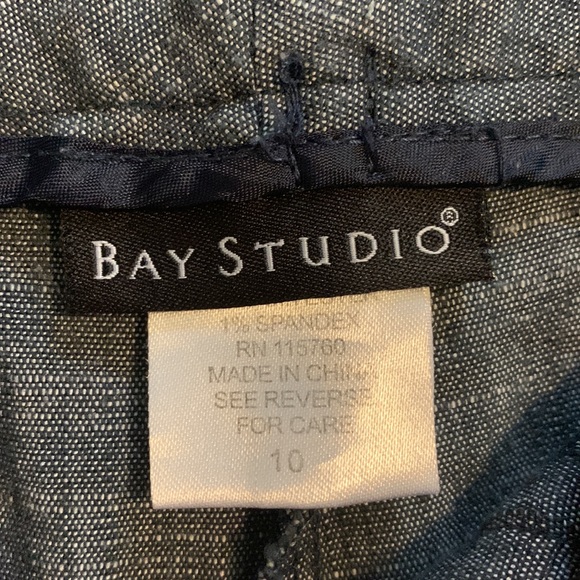 BAY STUDIO®
1% SPANDEX
RN 115760
MADE IN CHINA
SEE REVERSE
FOR CARE
10